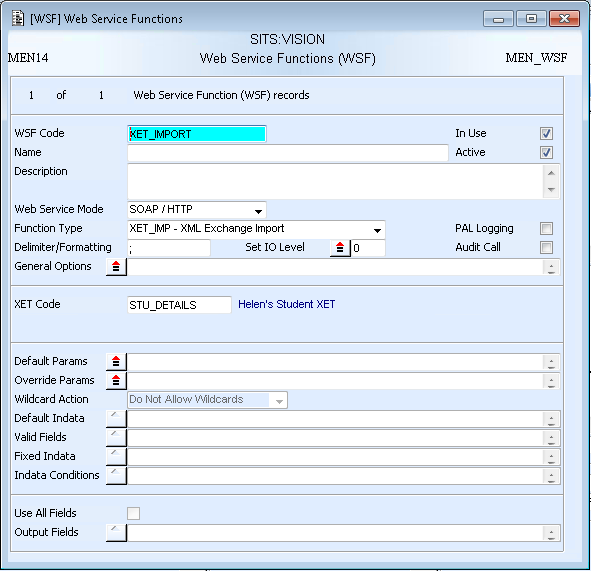 [WSF] Web Service Functions
SITS:VISION
MEN14 Web Service Functions (WSF) MEN_WSF
1 of 1 Web Service Function (WSF) records
WSF Code XET_IMPORT In Use
Name Active
Description
Web Service Mode SOAP / HTTP
Function Type XET_IMP - XML Exchange Import PAL Logging
Delimiter/Formatting ; Set IO Level 0 Audit Call
General Options
XET Code STU_DETAILS Helen's Student XET
Default Params
Override Params
Wildcard Action Do Not Allow Wildcards
Default Indata
Valid Fields
Fixed Indata
Indata Conditions
Use All Fields
Output Fields